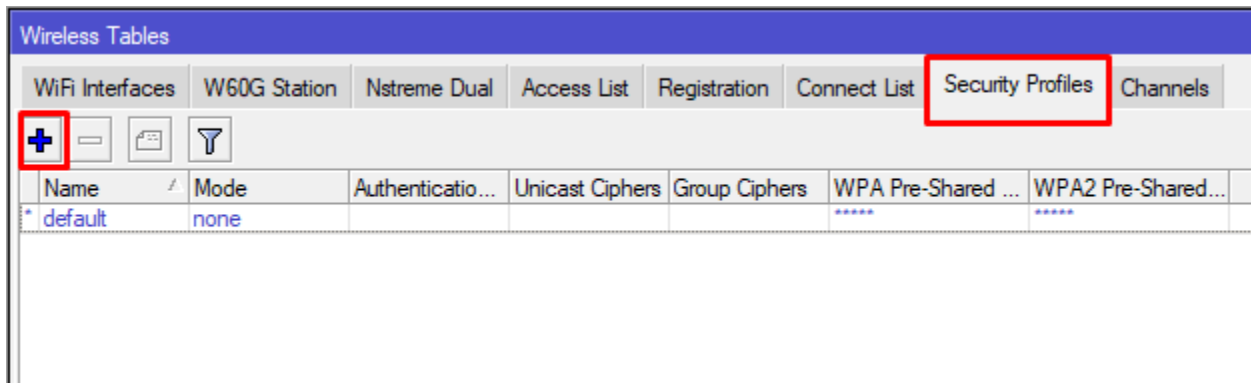 Wireless Tables
WiFi Interfaces W60G Station Nstreme Dual Access List Registration Connect List Security Profiles Channels
Name Mode Authenticatio... Unicast Ciphers Group Ciphers WPA Pre-Shared ... WPA2 Pre-Shared...
* default none ***** *****